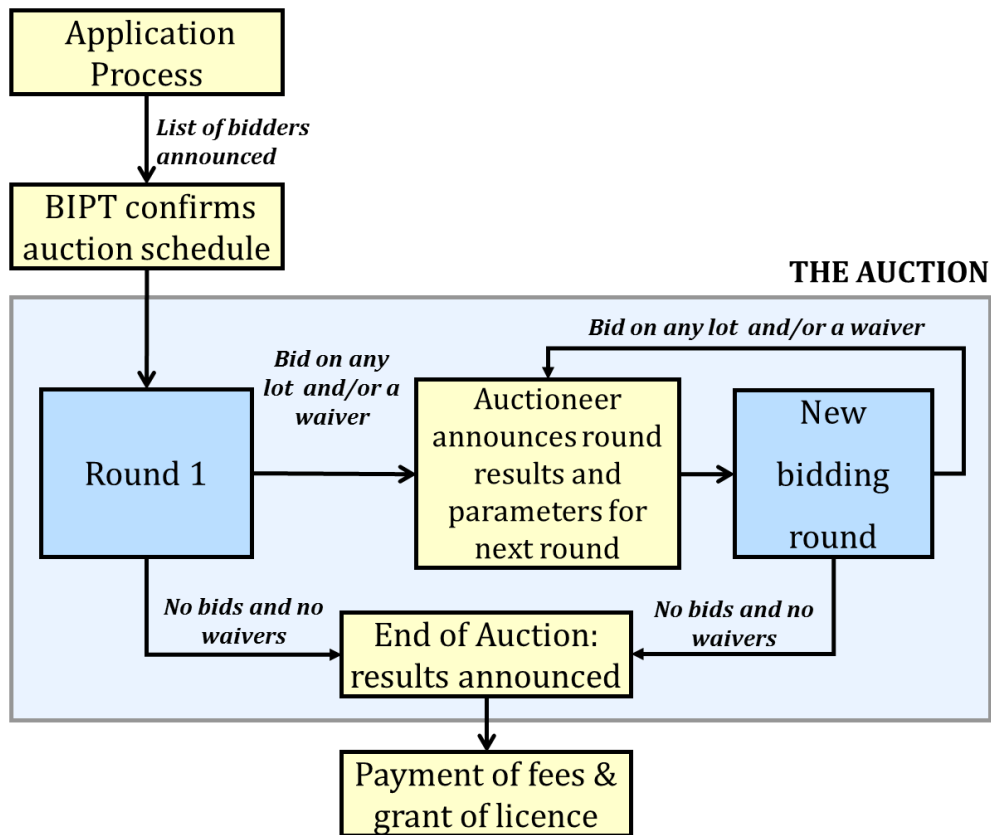 Application
Process
List of bidders
announced
BIPT confirms
auction schedule
THE AUCTION
Bid on any lot and/or a waiver
Bid on any
lot and/or a
waiver
Round 1
Auctioneer
announces round
results and
parameters for
next round
New
bidding
round
No bids and no
waivers
No bids and no
waivers
End of Auction:
results announced
Payment of fees &
grant of licence